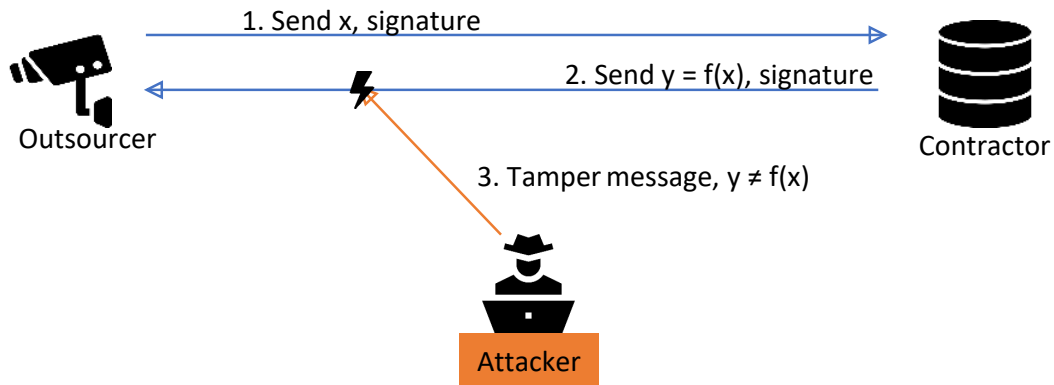 1. Send x, signature
2. Send y = f(x), signature
Outsourcer
Contractor
3. Tamper message, y ≠ f(x)
Attacker